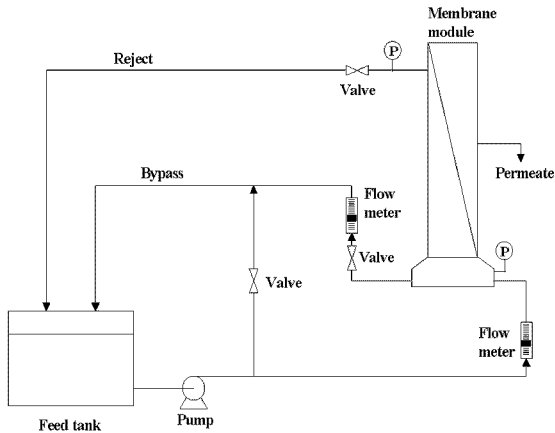 Membrane
module
P
Reject
Valve
Permeate
Bypass
Flow
meter
Valve
P
Valve
Flow
meter
Pump
Feed tank